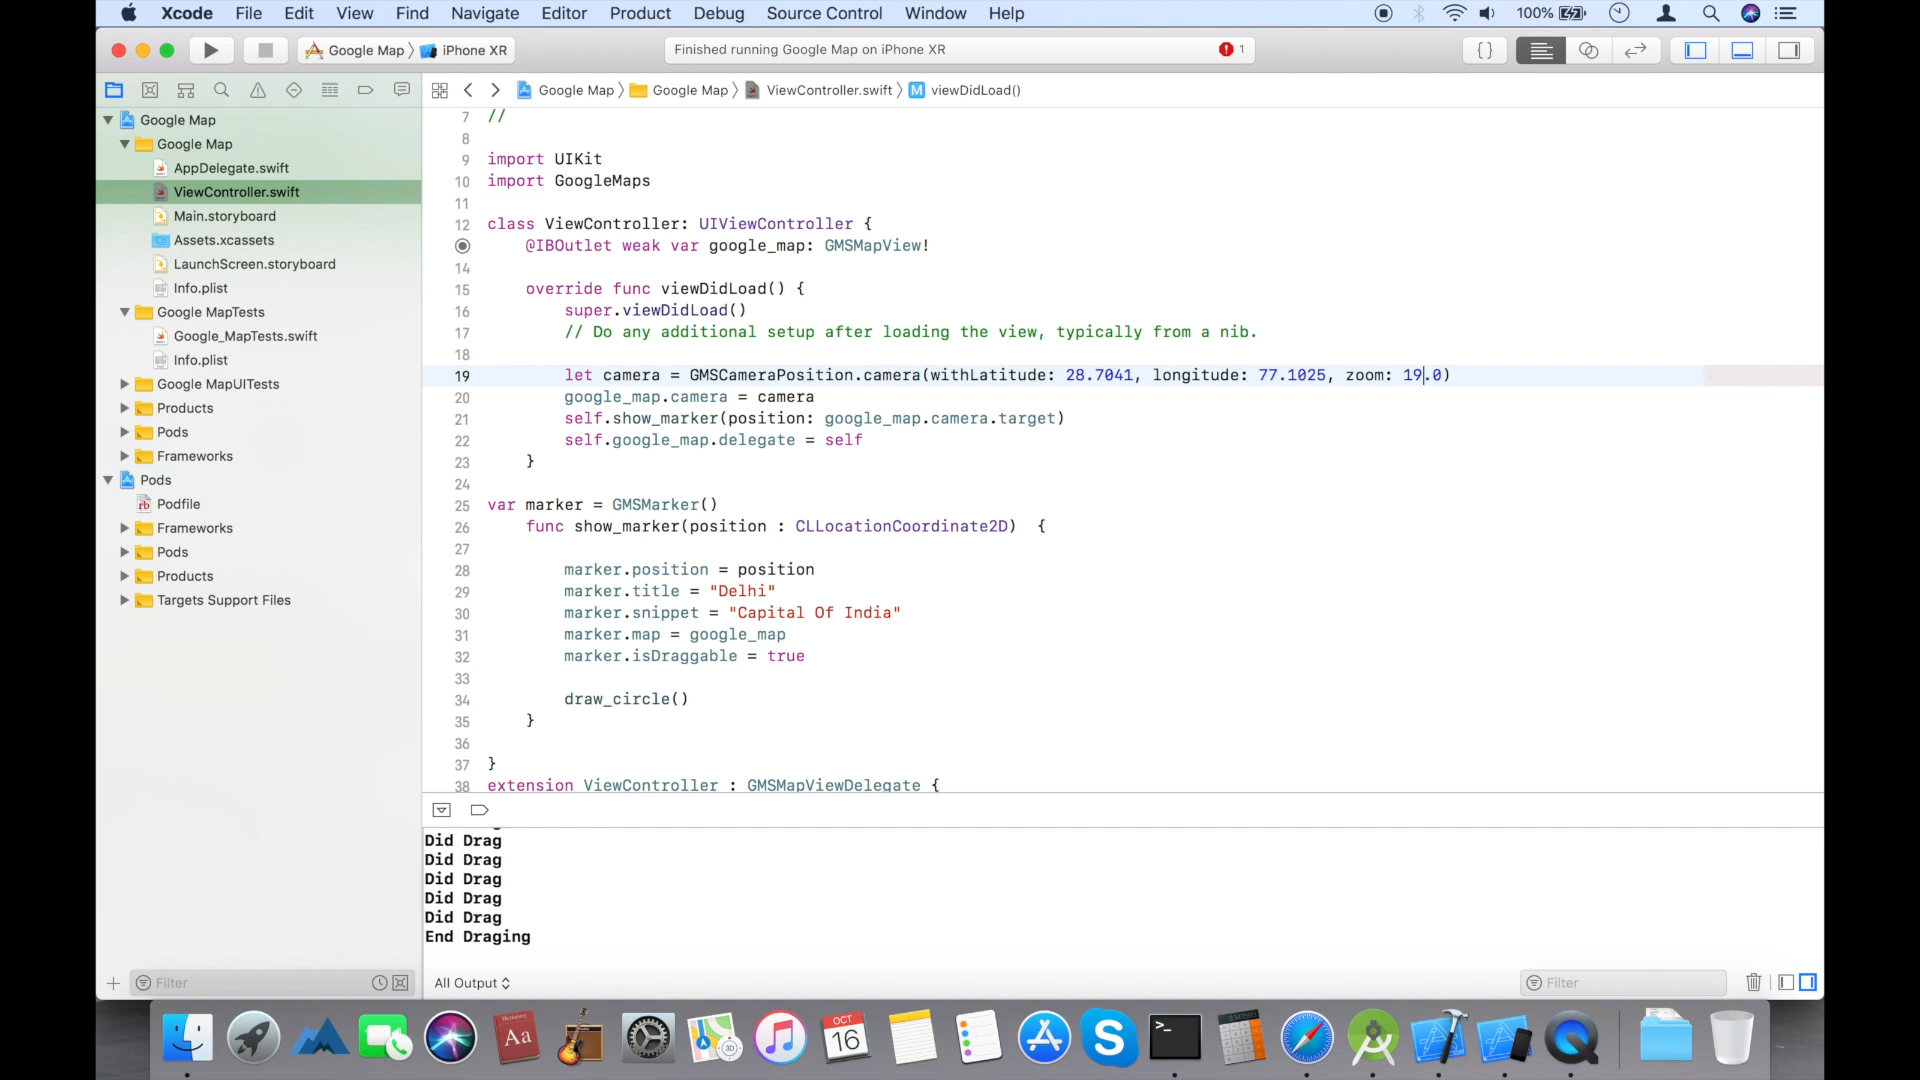 Xcode File Edit View Find Navigate Editor Product Debug Source Control Window Help 100%
Google Map iPhone XR Finished running Google Map on iPhone XR 1 {}
Google Map Google Map ViewController.swift M viewDidLoad()
Google Map
Google Map
AppDelegate.swift
ViewController.swift
Main.storyboard
Assets.xcassets
LaunchScreen.storyboard
Info.plist
Google MapTests
Google_MapTests.swift
Info.plist
Google MapUITests
Products
Pods
Frameworks
Pods
rb Podfile
Frameworks
Pods
Products
Targets Support Files
Filter
7 //
8
9 import UIKit
10 import GoogleMaps
11
12 class ViewController: UIViewController {
@IBOutlet weak var google_map: GMSMapView!
14
15 override func viewDidLoad() {
16 super.viewDidLoad()
17 // Do any additional setup after loading the view, typically from a nib.
18
19 let camera = GMSCameraPosition.camera(withLatitude: 28.7041, longitude: 77.1025, zoom: 19.0)
20 google_map.camera = camera
21 self.show_marker(position: google_map.camera.target)
22 self.google_map.delegate = self
23 }
24
25 var marker = GMSMarker()
26 func show_marker(position : CLLocationCoordinate2D) {
27
28 marker.position = position
29 marker.title = "Delhi"
30 marker.snippet = "Capital Of India"
31 marker.map = google_map
32 marker.isDraggable = true
33
34 draw_circle()
35 }
36
37 }
38 extension ViewController : GMSMapViewDelegate {
Did Drag
Did Drag
Did Drag
Did Drag
Did Drag
End Draging
All Output Filter
Aa 3D OCT 16 S >_